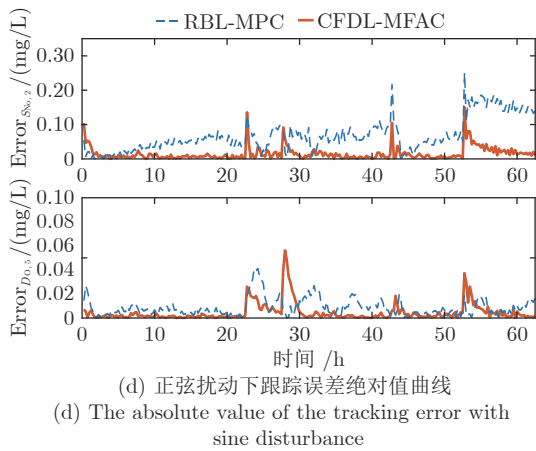 RBL-MPC CFDL-MFAC
Error_{S_{No,2}}/(mg/L)
0.30
0.20
0.10
0
0 10 20 30 40 50 60
Error_{Do,5}/(mg/L)
0.10
0.06
0.04
0.02
0
0 10 20 30 40 50 60
时间 /h
(d) 正弦扰动下跟踪误差绝对值曲线
(d) The absolute value of the tracking error with
sine disturbance